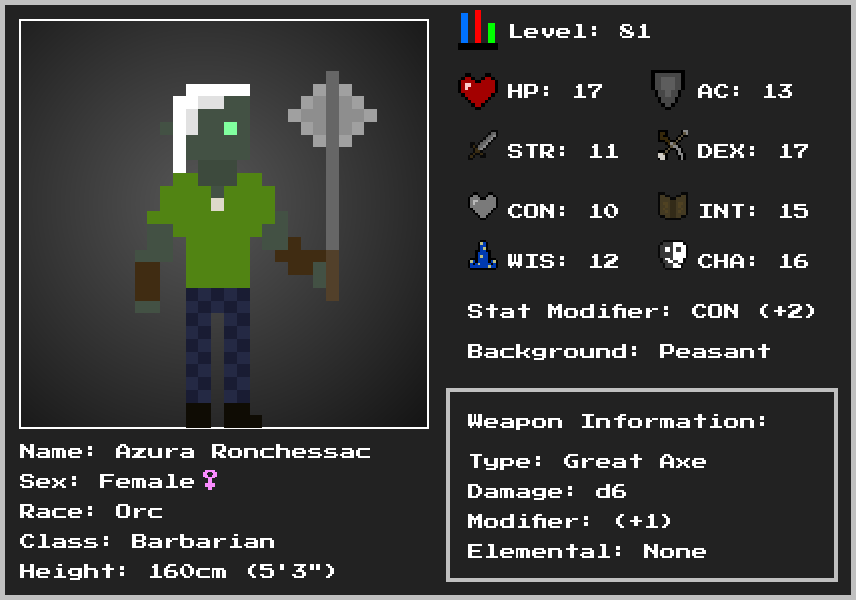 Level: 81
HP: 17 AC: 13
STR: 11 DEX: 17
CON: 10 INT: 15
WIS: 12 CHA: 16
Stat Modifier: CON (+2)
Background: Peasant
Weapon Information:
Type: Great Axe
Damage: d6
Modifier: (+1)
Elemental: None
Name: Azura Ronchessac
Sex: Female♀
Race: Orc
Class: Barbarian
Height: 160cm (5'3")